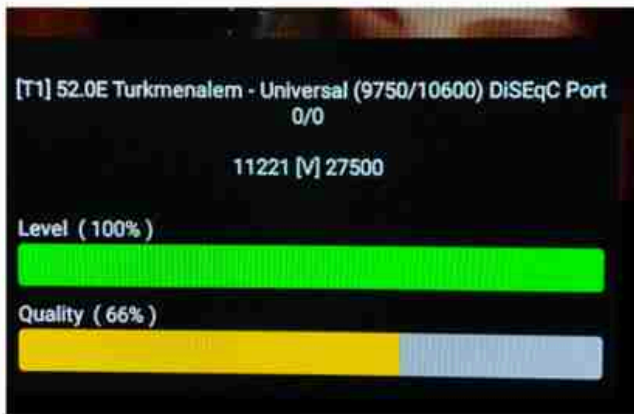 [T1] 52.0E Turkmenalem - Universal (9750/10600) DiSEqC Port
0/0
11221 [V] 27500
Level ( 100% )
Quality ( 66% )